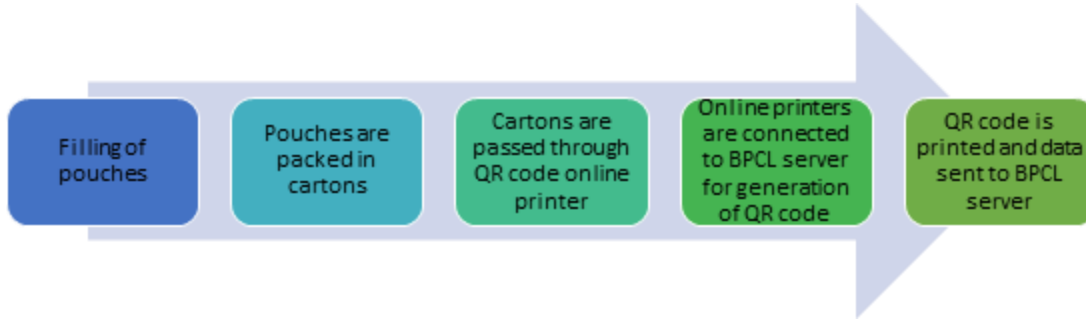 Filling of
pouches
Pouches are
packed in
cartons
Cartons are
passed through
QR code online
printer
Online printers
are connected
to BPCL server
for generation
of QR code
QR code is
printed and data
sent to BPCL
server